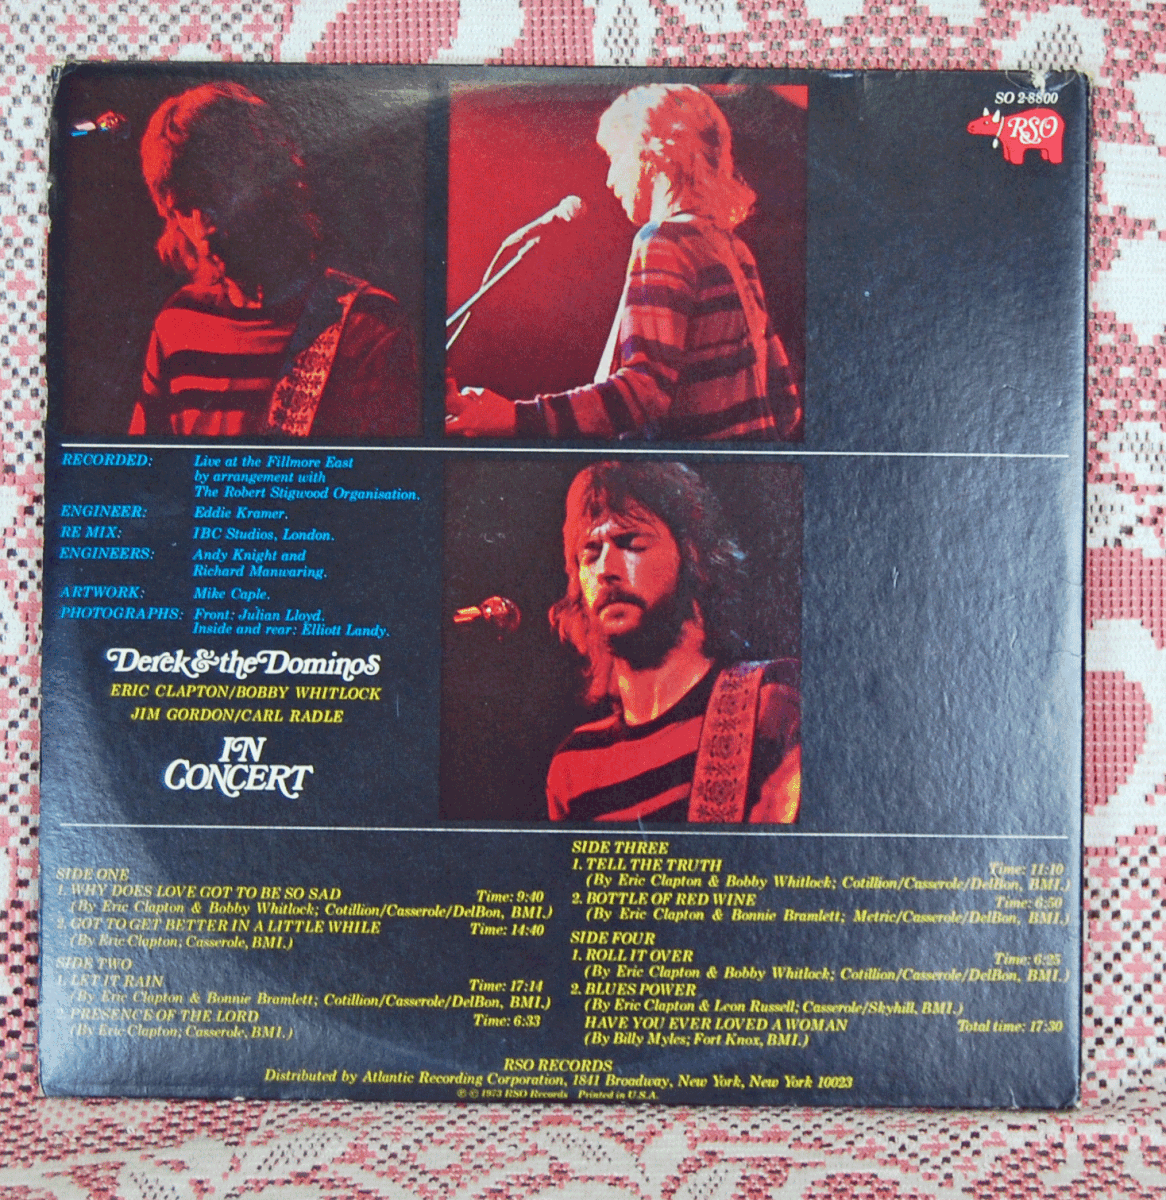 SO 2-8800
RSO
RECORDED: Live at the Fillmore East
by arrangement with
The Robert Stigwood Organisation.
ENGINEER: Eddie Kramer.
RE MIX: IBC Studios, London.
ENGINEERS: Andy Knight and
Richard Manwaring.
ARTWORK: Mike Caple.
PHOTOGRAPHS: Front: Julian Lloyd.
Inside and rear: Elliott Landy.
Derek & the Dominos
ERIC CLAPTON/BOBBY WHITLOCK
JIM GORDON/CARL RADLE
IN
CONCERT
SIDE ONE
1. WHY DOES LOVE GOT TO BE SO SAD Time: 9:40
(By Eric Clapton & Bobby Whitlock; Cotillion/Casserole/DelBon, BMI.)
2. GOT TO GET BETTER IN A LITTLE WHILE Time: 14:40
(By Eric Clapton; Casserole, BMI.)
SIDE TWO
1. LET IT RAIN Time: 17:14
(By Eric Clapton & Bonnie Bramlett; Cotillion/Casserole/DelBon, BMI.)
2. PRESENCE OF THE LORD Time: 6:33
(By Eric Clapton; Casserole, BMI.)
SIDE THREE
1. TELL THE TRUTH Time: 11:10
(By Eric Clapton & Bobby Whitlock; Cotillion/Casserole/DelBon, BMI.)
2. BOTTLE OF RED WINE Time: 6:50
(By Eric Clapton & Bonnie Bramlett; Metric/Casserole/DelBon, BMI.)
SIDE FOUR
1. ROLL IT OVER Time: 6:25
(By Eric Clapton & Bobby Whitlock; Cotillion/Casserole/DelBon, BMI.)
2. BLUES POWER
(By Eric Clapton & Leon Russell; Casserole/Skyhill, BMI.)
HAVE YOU EVER LOVED A WOMAN Total time: 17:30
(By Billy Myles; Fort Knox, BMI.)
RSO RECORDS
Distributed by Atlantic Recording Corporation, 1841 Broadway, New York, New York 10023
℗ © 1973 RSO Records Printed in U.S.A.